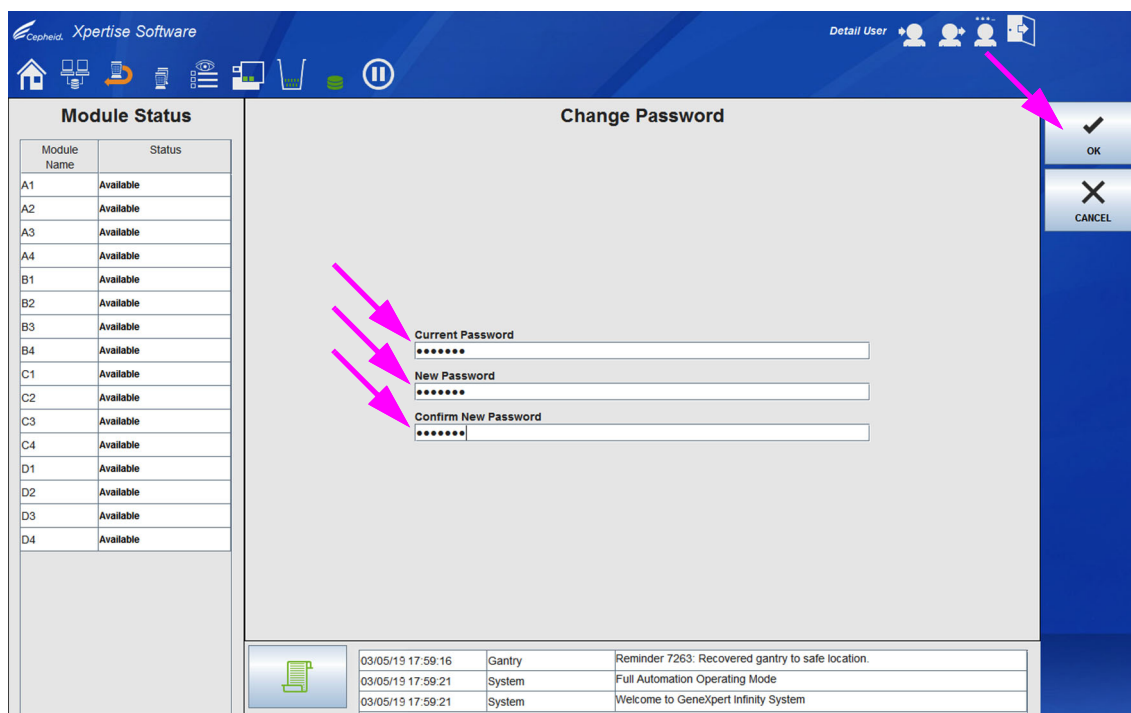 Cepheid. Xpertise Software
Detail User
Module Status
Change Password
Module Name Status
A1 Available
A2 Available
A3 Available
A4 Available
B1 Available
B2 Available
B3 Available
B4 Available
C1 Available
C2 Available
C3 Available
C4 Available
D1 Available
D2 Available
D3 Available
D4 Available
Current Password
•••••••
New Password
•••••••
Confirm New Password
•••••••
OK
CANCEL
03/05/19 17:59:16 Gantry Reminder 7263: Recovered gantry to safe location.
03/05/19 17:59:21 System Full Automation Operating Mode
03/05/19 17:59:21 System Welcome to GeneXpert Infinity System